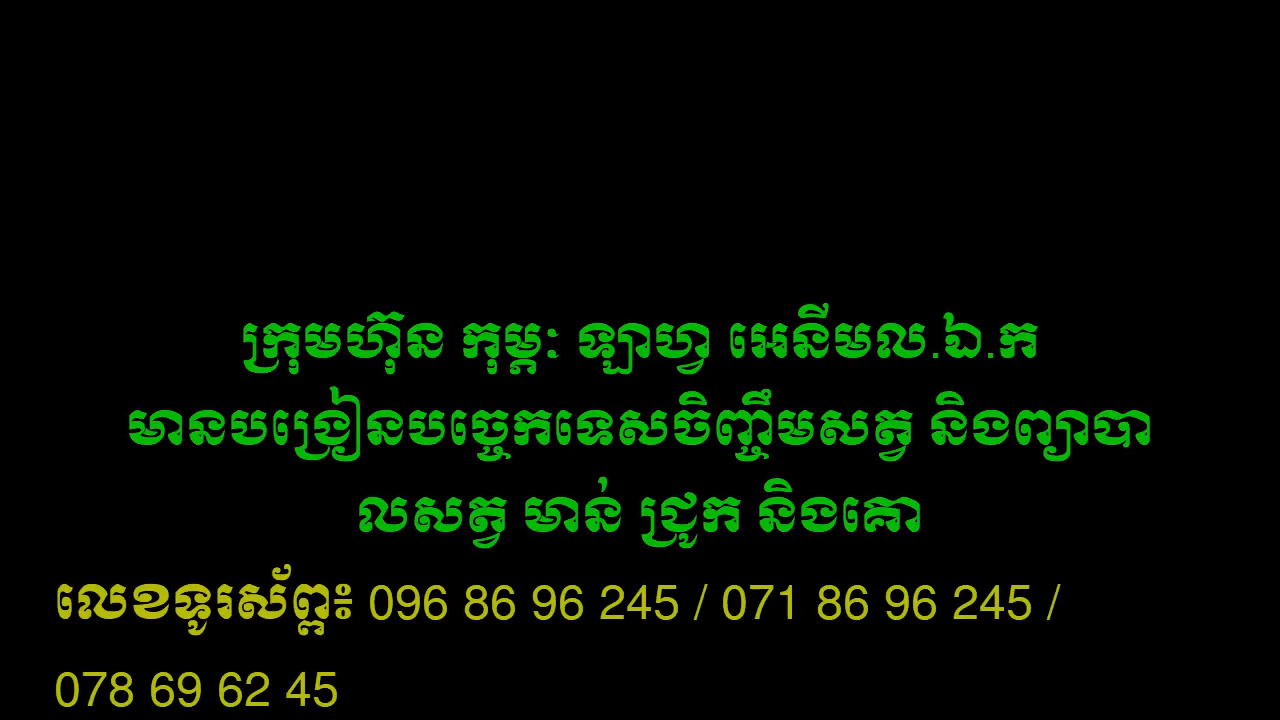 ក្រុមហ៊ុន កុម្ភៈ ឡាហ្វ អេនីមល.ឯ.ក
មានបង្រៀនបច្ចេកទេសចិញ្ចឹមសត្វ និងព្យាបា
លសត្វ មាន់ ជ្រូក និងគោ
លេខទូរស័ព្ទ៖ 096 86 96 245 / 071 86 96 245 /
078 69 62 45